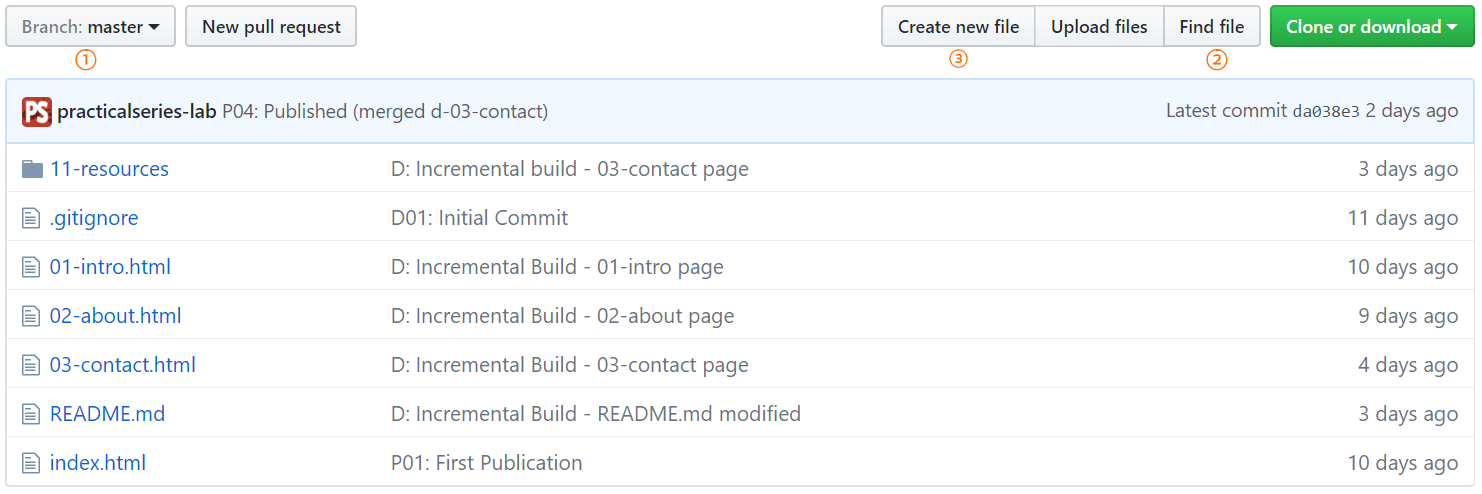 Branch: master New pull request Create new file Upload files Find file Clone or download
① ③ ②
PS practicalseries-lab P04: Published (merged d-03-contact) Latest commit da038e3 2 days ago
11-resources D: Incremental build - 03-contact page 3 days ago
.gitignore D01: Initial Commit 11 days ago
01-intro.html D: Incremental Build - 01-intro page 10 days ago
02-about.html D: Incremental Build - 02-about page 9 days ago
03-contact.html D: Incremental Build - 03-contact page 4 days ago
README.md D: Incremental Build - README.md modified 3 days ago
index.html P01: First Publication 10 days ago